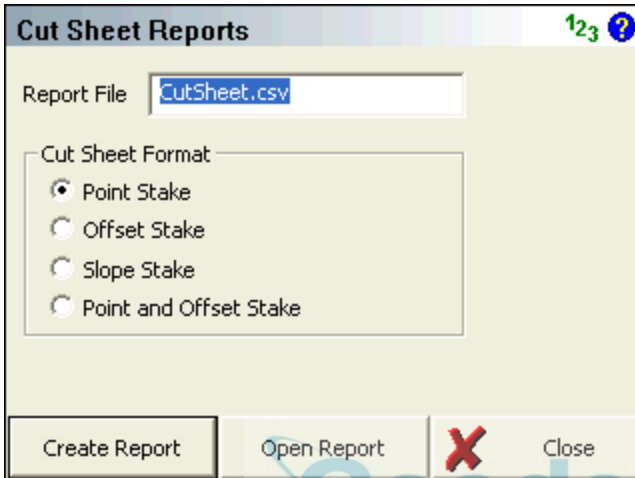 Cut Sheet Reports 123 ?
Report File CutSheet.csv
Cut Sheet Format
Point Stake
Offset Stake
Slope Stake
Point and Offset Stake
Create Report Open Report Close